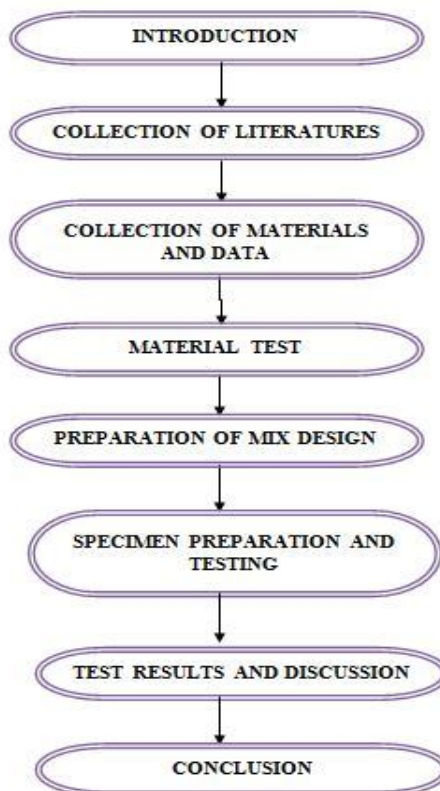 INTRODUCTION
COLLECTION OF LITERATURES
COLLECTION OF MATERIALS
AND DATA
MATERIAL TEST
PREPARATION OF MIX DESIGN
SPECIMEN PREPARATION AND
TESTING
TEST RESULTS AND DISCUSSION
CONCLUSION